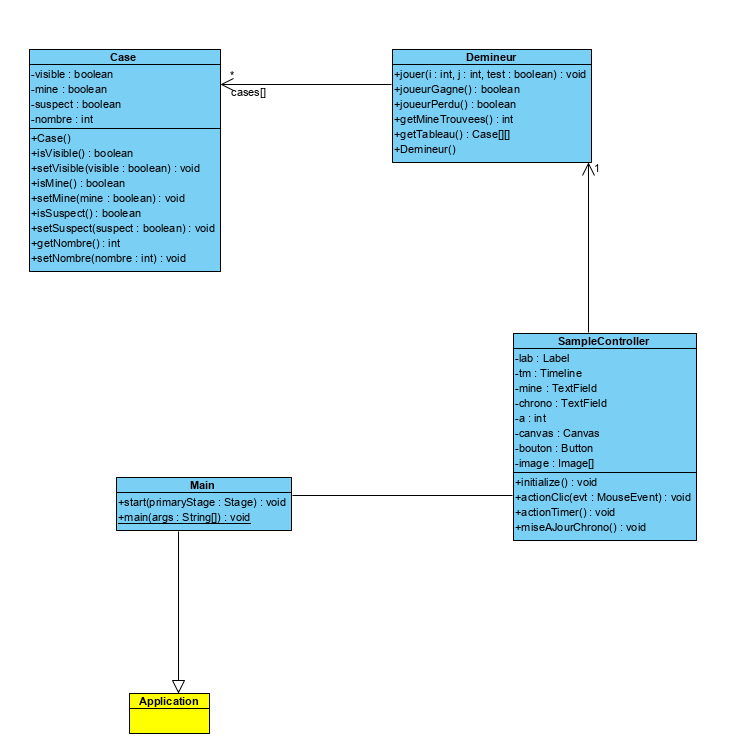 Case
-visible : boolean
-mine : boolean
-suspect : boolean
-nombre : int
+Case()
+isVisible() : boolean
+setVisible(visible : boolean) : void
+isMine() : boolean
+setMine(mine : boolean) : void
+isSuspect() : boolean
+setSuspect(suspect : boolean) : void
+getNombre() : int
+setNombre(nombre : int) : void
*
cases[]
Demineur
+jouer(i : int, j : int, test : boolean) : void
+joueurGagne() : boolean
+joueurPerdu() : boolean
+getMineTrouvees() : int
+getTableau() : Case[][]
+Demineur()
1
SampleController
-lab : Label
-tm : Timeline
-mine : TextField
-chrono : TextField
-a : int
-canvas : Canvas
-bouton : Button
-image : Image[]
+initialize() : void
+actionClic(evt : MouseEvent) : void
+actionTimer() : void
+miseAJourChrono() : void
Main
+start(primaryStage : Stage) : void
+main(args : String[]) : void
Application